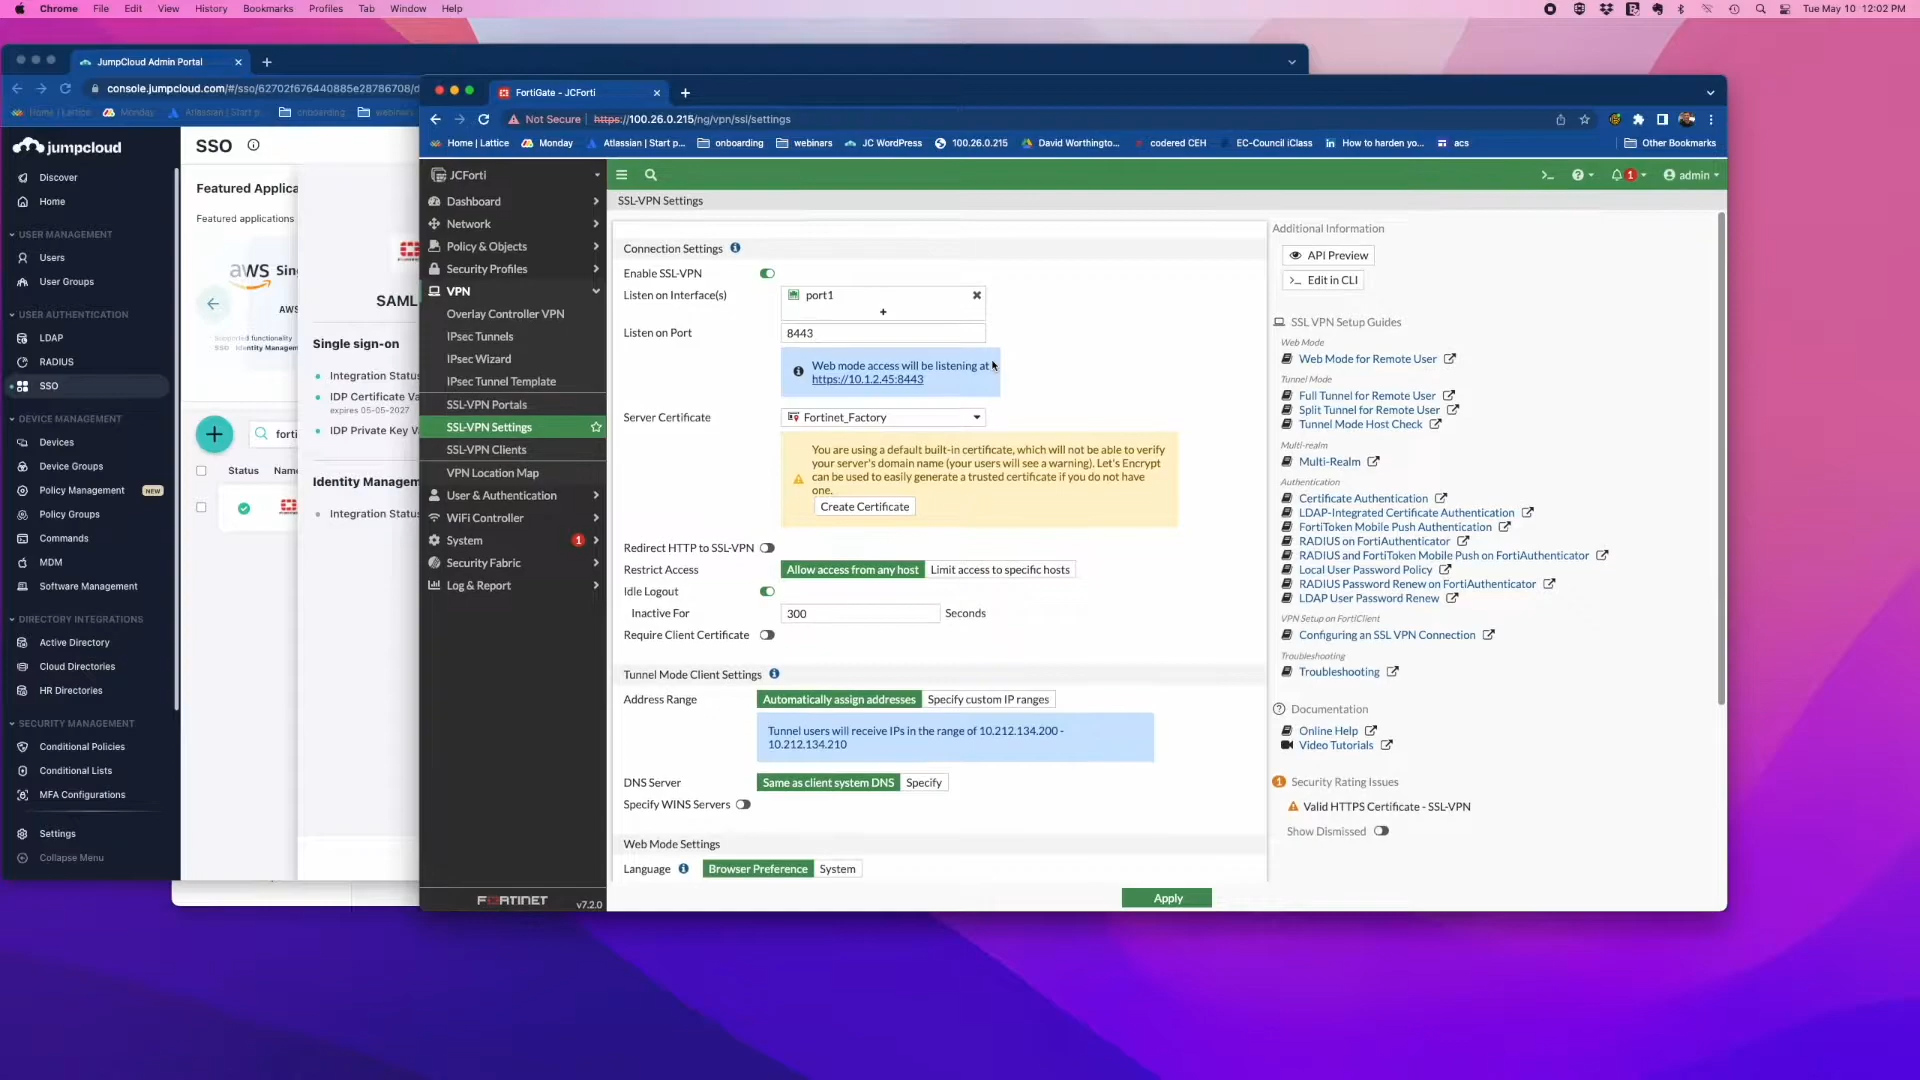 Chrome File Edit View History Bookmarks Profiles Tab Window Help
Tue May 10 12:02 PM
JumpCloud Admin Portal
console.jumpcloud.com/#/sso/62702f676440885e28786708/d
Home | Lattice Monday Atlassian | Start p... onboarding webinars
jumpcloud
Discover
Home
USER MANAGEMENT
Users
User Groups
USER AUTHENTICATION
LDAP
RADIUS
SSO
DEVICE MANAGEMENT
Devices
Device Groups
Policy Management NEW
Policy Groups
Commands
MDM
Software Management
DIRECTORY INTEGRATIONS
Active Directory
Cloud Directories
HR Directories
SECURITY MANAGEMENT
Conditional Policies
Conditional Lists
MFA Configurations
Settings
Collapse Menu
SSO
Featured Applica
Featured applications
aws Sin
AWS
Supported functionality
SSO Identity Managem
+ forti
Status Name
SAML
Single sign-on
Integration Status
IDP Certificate Va
expires 05-05-2027
IDP Private Key V
Identity Managem
Integration Status
FortiGate - JCForti
Not Secure https://100.26.0.215/ng/vpn/ssl/settings
Home | Lattice Monday Atlassian | Start p... onboarding webinars JC WordPress 100.26.0.215 David Worthingto... codered CEH EC-Council iClass How to harden yo... acs Other Bookmarks
JCForti
Dashboard
Network
Policy & Objects
Security Profiles
VPN
Overlay Controller VPN
IPsec Tunnels
IPsec Wizard
IPsec Tunnel Template
SSL-VPN Portals
SSL-VPN Settings
SSL-VPN Clients
VPN Location Map
User & Authentication
WiFi Controller
System 1
Security Fabric
Log & Report
FORTINET v7.2.0
1 admin
SSL-VPN Settings
Connection Settings
Enable SSL-VPN
Listen on Interface(s) port1
+
Listen on Port 8443
Web mode access will be listening at
https://10.1.2.45:8443
Server Certificate Fortinet_Factory
You are using a default built-in certificate, which will not be able to verify
your server's domain name (your users will see a warning). Let's Encrypt
can be used to easily generate a trusted certificate if you do not have
one.
Create Certificate
Redirect HTTP to SSL-VPN
Restrict Access Allow access from any host Limit access to specific hosts
Idle Logout
Inactive For 300 Seconds
Require Client Certificate
Tunnel Mode Client Settings
Address Range Automatically assign addresses Specify custom IP ranges
Tunnel users will receive IPs in the range of 10.212.134.200 -
10.212.134.210
DNS Server Same as client system DNS Specify
Specify WINS Servers
Web Mode Settings
Language Browser Preference System
Apply
Additional Information
API Preview
>_ Edit in CLI
SSL VPN Setup Guides
Web Mode
Web Mode for Remote User
Tunnel Mode
Full Tunnel for Remote User
Split Tunnel for Remote User
Tunnel Mode Host Check
Multi-realm
Multi-Realm
Authentication
Certificate Authentication
LDAP-Integrated Certificate Authentication
FortiToken Mobile Push Authentication
RADIUS on FortiAuthenticator
RADIUS and FortiToken Mobile Push on FortiAuthenticator
Local User Password Policy
RADIUS Password Renew on FortiAuthenticator
LDAP User Password Renew
VPN Setup on FortiClient
Configuring an SSL VPN Connection
Troubleshooting
Troubleshooting
Documentation
Online Help
Video Tutorials
1 Security Rating Issues
Valid HTTPS Certificate - SSL-VPN
Show Dismissed